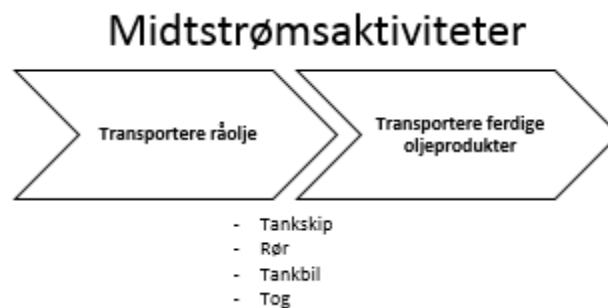 Midtstrømsaktiviteter
Transportere råolje
Transportere ferdige
oljeprodukter
- Tankskip
- Rør
- Tankbil
- Tog